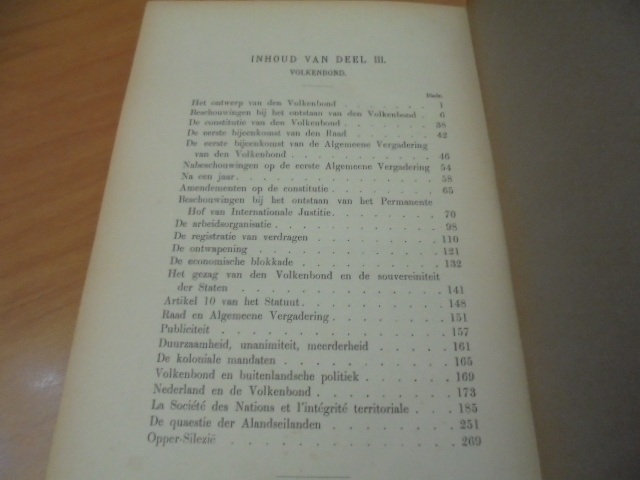 INHOUD VAN DEEL III.
VOLKENBOND.
Bladz.
Het ontwerp van den Volkenbond . . . . . . . 1
Beschouwingen bij het ontstaan van den Volkenbond . 6
De constitutie van den Volkenbond . . . . . . . 38
De eerste bijeenkomst van den Raad . . . . . . 42
De eerste bijeenkomst van de Algemeene Vergadering
van den Volkenbond . . . . . . . . . . 46
Nabeschouwingen op de eerste Algemeene Vergadering 54
Na een jaar . . . . . . . . . . . . . . 58
Amendementen op de constitutie . . . . . . . . 65
Beschouwingen bij het ontstaan van het Permanente
Hof van Internationale Justitie . . . . . . . 70
De arbeidsorganisatie . . . . . . . . . . . 98
De registratie van verdragen . . . . . . . . . 110
De ontwapening . . . . . . . . . . . . . 121
De economische blokkade . . . . . . . . . . 132
Het gezag van den Volkenbond en de souvereiniteit
der Staten . . . . . . . . . . . . . 141
Artikel 10 van het Statuut . . . . . . . . . . 148
Raad en Algemeene Vergadering . . . . . . . . 151
Publiciteit . . . . . . . . . . . . . . . 157
Duurzaamheid, unanimiteit, meerderheid . . . . . 161
De koloniale mandaten . . . . . . . . . . . 165
Volkenbond en buitenlandsche politiek . . . . . . 169
Nederland en de Volkenbond . . . . . . . . . 173
La Société des Nations et l'intégrité territoriale . . . . 185
De quaestie der Alandseilanden . . . . . . . . 251
Opper-Silezië . . . . . . . . . . . . . . 269